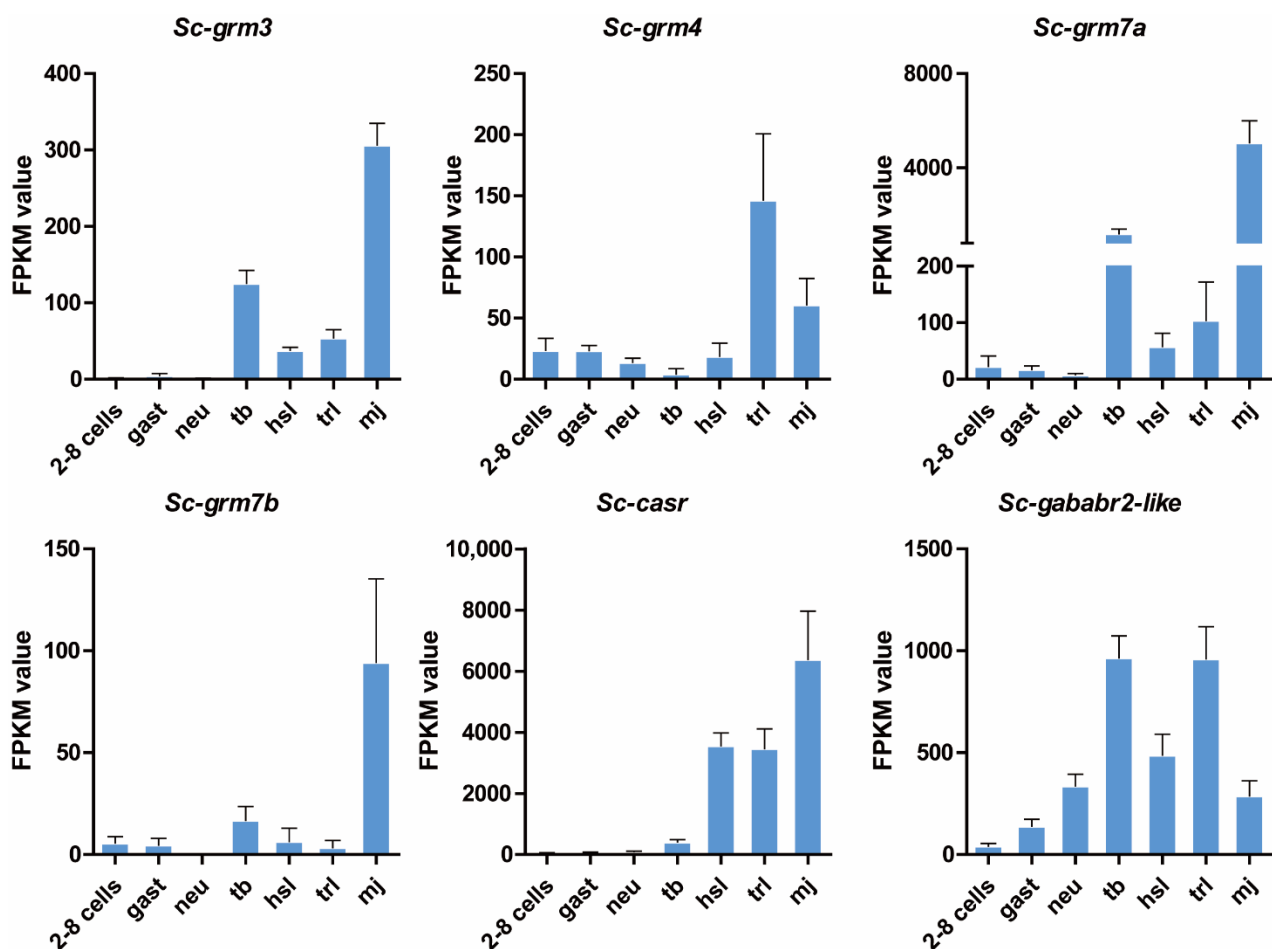 Sc-grm3
400
300
200
100
0
FPKM value
2-8 cells
gast
neu
tb
hsl
trl
mj
Sc-grm4
250
200
150
100
50
0
FPKM value
2-8 cells
gast
neu
tb
hsl
trl
mj
Sc-grm7a
8000
4000
200
100
0
FPKM value
2-8 cells
gast
neu
tb
hsl
trl
mj
Sc-grm7b
150
100
50
0
FPKM value
2-8 cells
gast
neu
tb
hsl
trl
mj
Sc-casr
10,000
8000
6000
4000
2000
0
FPKM value
2-8 cells
gast
neu
tb
hsl
trl
mj
Sc-gababr2-like
1500
1000
500
0
FPKM value
2-8 cells
gast
neu
tb
hsl
trl
mj